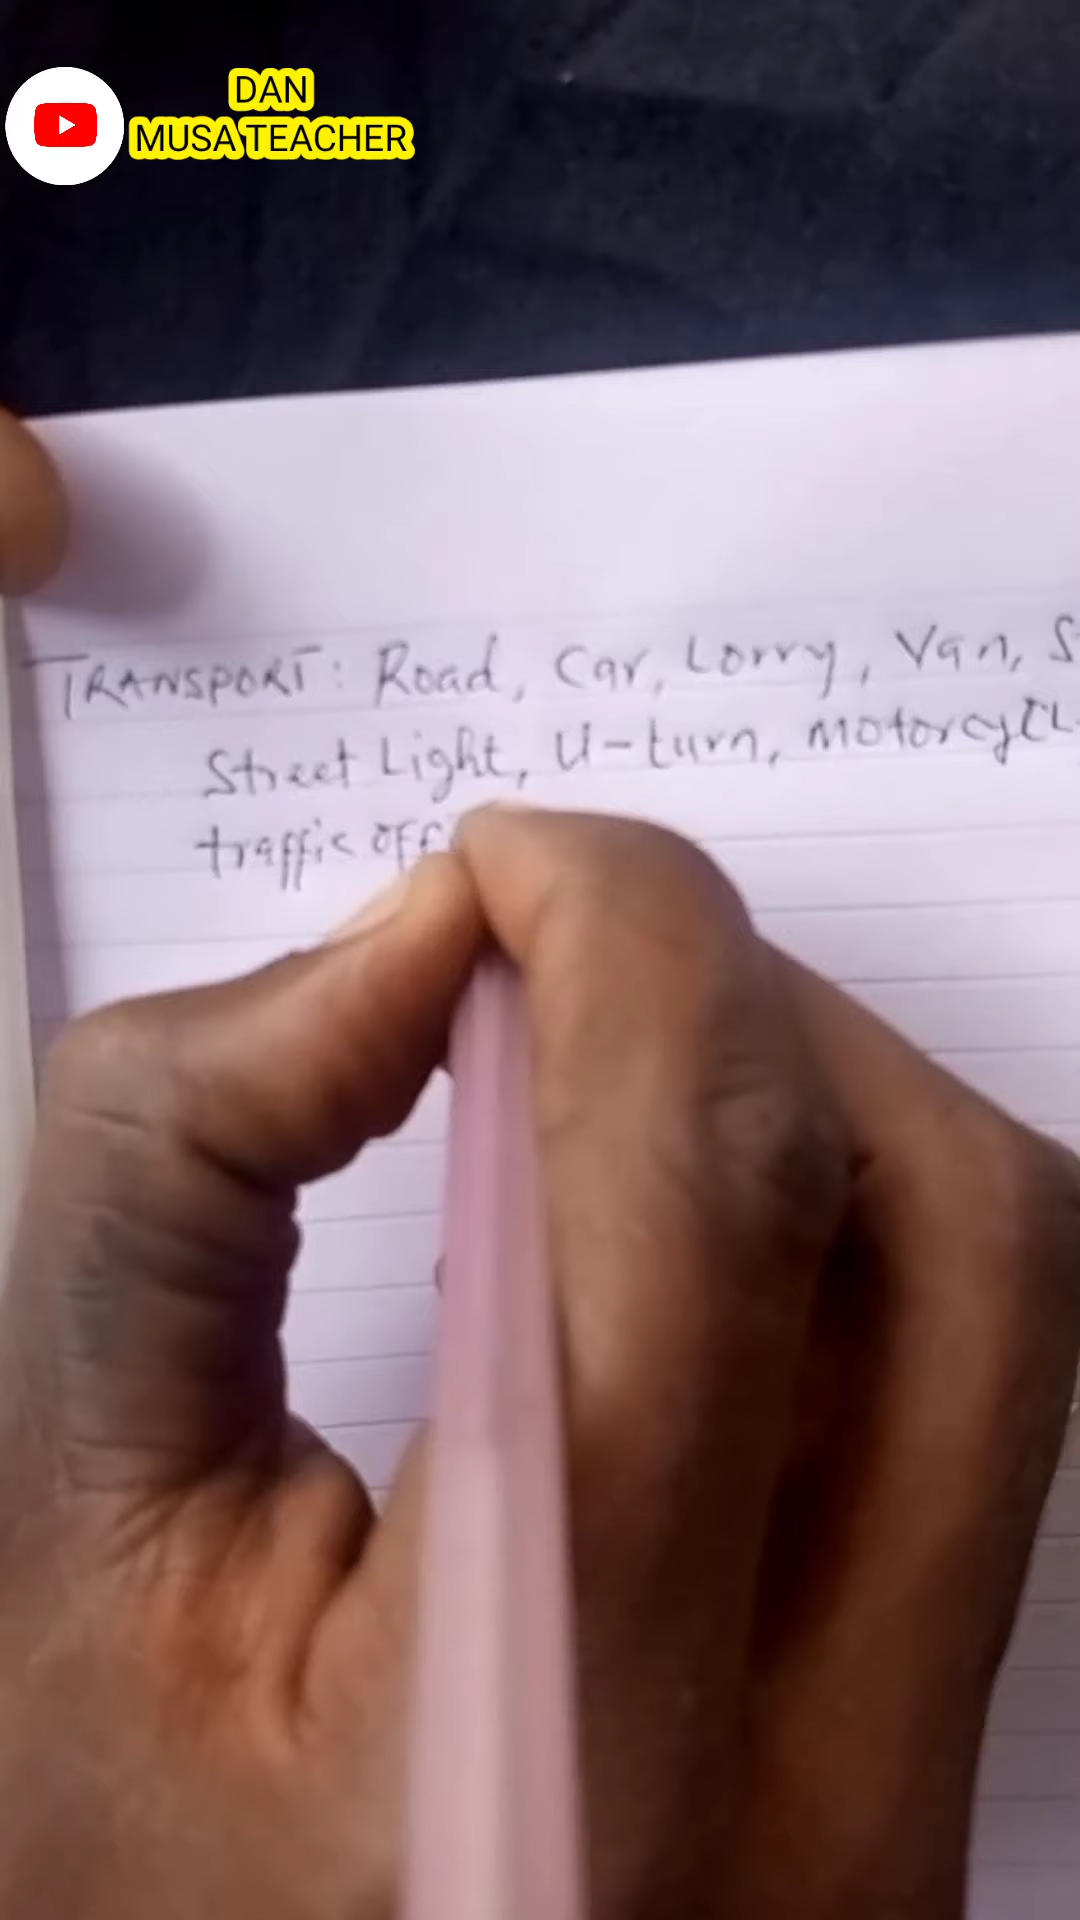 DAN
MUSA TEACHER
TRANSPORT: Road, Car, Lorry, Van,
Street Light, U-turn,
traffic